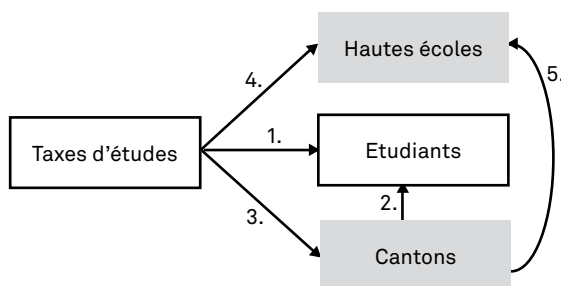 Hautes écoles
4.
5.
1.
Taxes d'études
Etudiants
2.
3.
Cantons